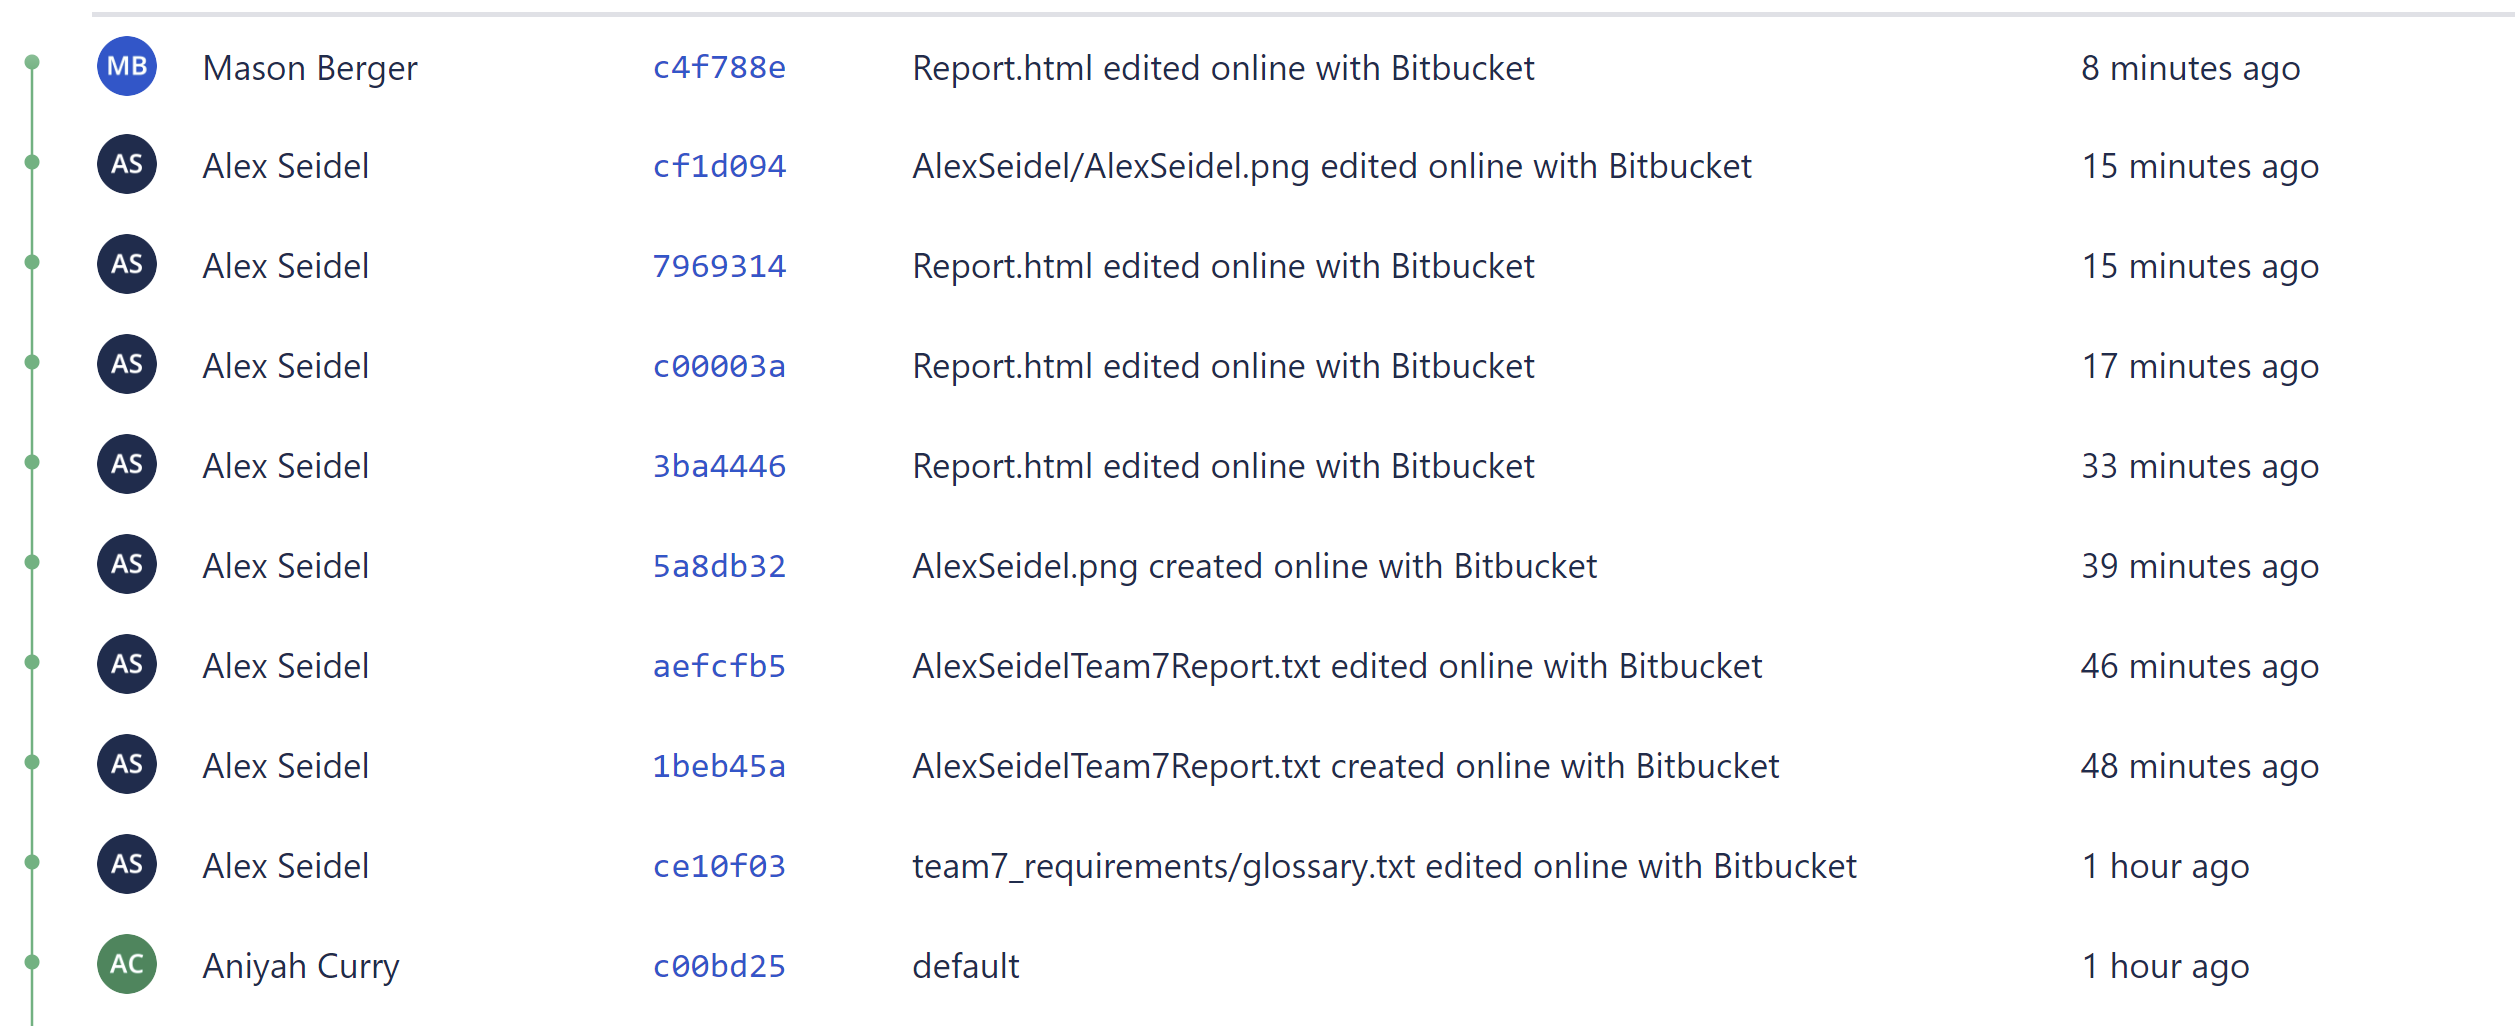 MB Mason Berger c4f788e Report.html edited online with Bitbucket 8 minutes ago
AS Alex Seidel cf1d094 AlexSeidel/AlexSeidel.png edited online with Bitbucket 15 minutes ago
AS Alex Seidel 7969314 Report.html edited online with Bitbucket 15 minutes ago
AS Alex Seidel c00003a Report.html edited online with Bitbucket 17 minutes ago
AS Alex Seidel 3ba4446 Report.html edited online with Bitbucket 33 minutes ago
AS Alex Seidel 5a8db32 AlexSeidel.png created online with Bitbucket 39 minutes ago
AS Alex Seidel aefcfb5 AlexSeidelTeam7Report.txt edited online with Bitbucket 46 minutes ago
AS Alex Seidel 1beb45a AlexSeidelTeam7Report.txt created online with Bitbucket 48 minutes ago
AS Alex Seidel ce10f03 team7_requirements/glossary.txt edited online with Bitbucket 1 hour ago
AC Aniyah Curry c00bd25 default 1 hour ago